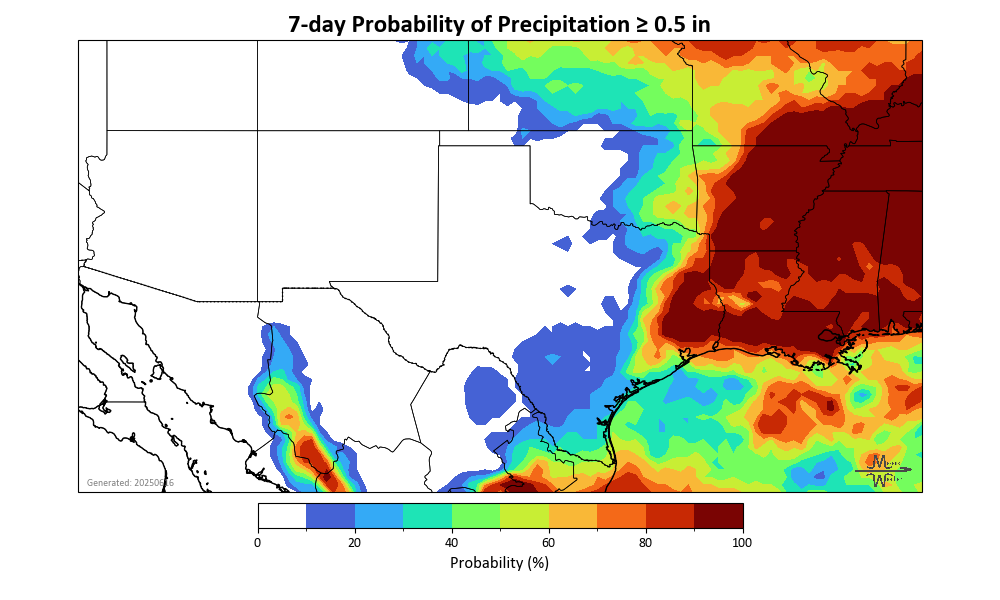 7-day Probability of Precipitation ≥ 0.5 in
Generated: 20250616
0 20 40 60 80 100
Probability (%)